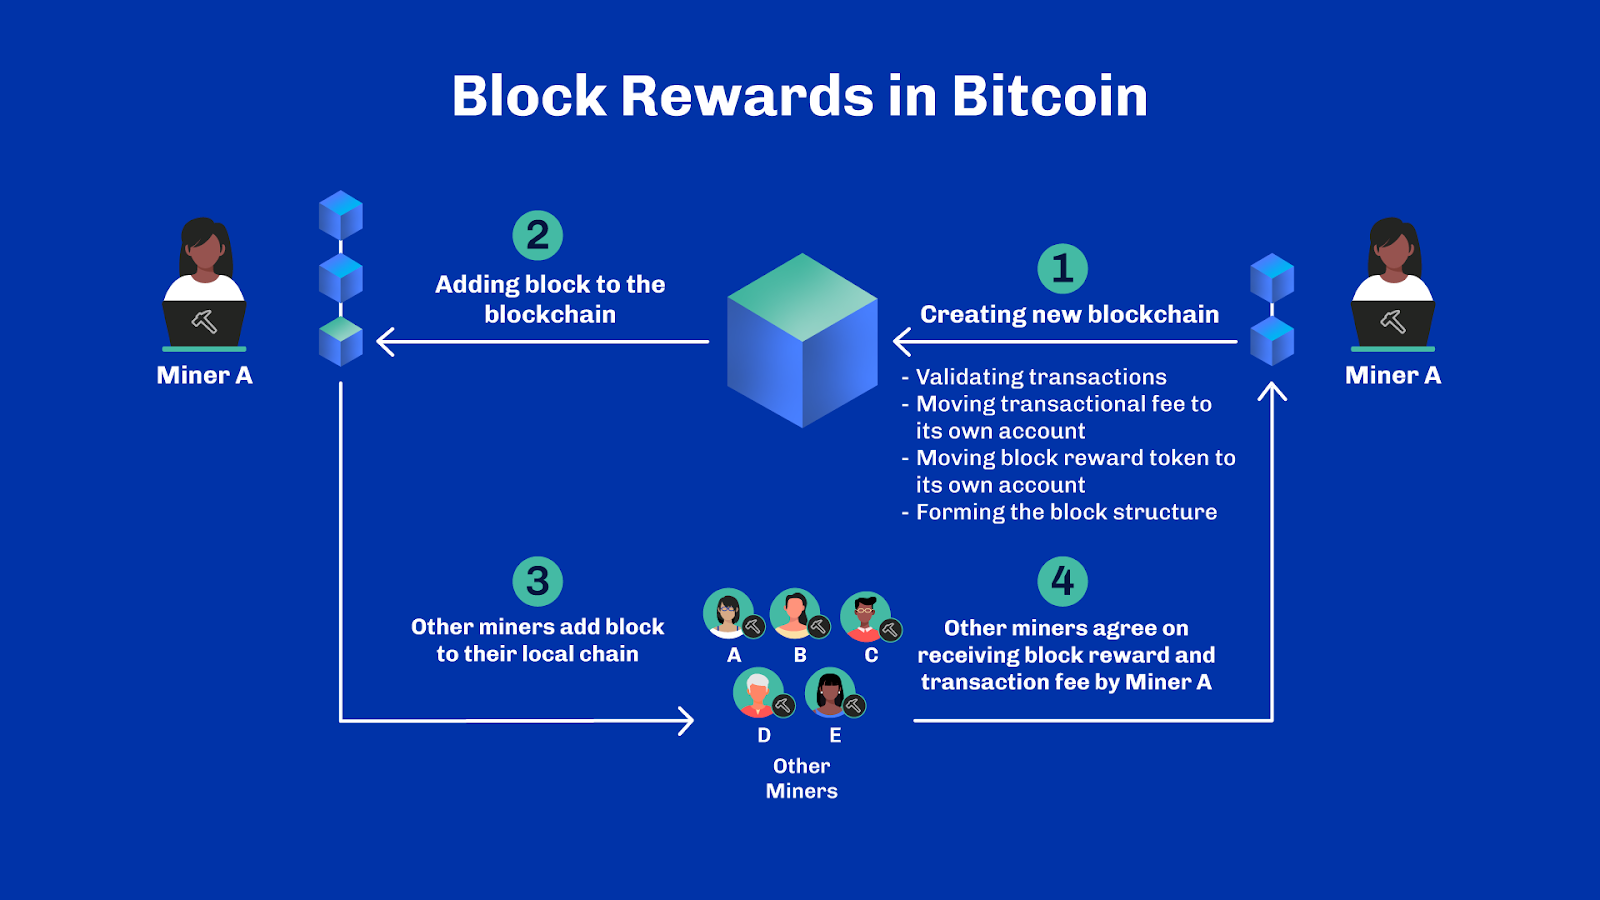 Block Rewards in Bitcoin
2
Adding block to the
blockchain
1
Creating new blockchain
- Validating transactions
- Moving transactional fee to
its own account
- Moving block reward token to
its own account
- Forming the block structure
Miner A
Miner A
3
Other miners add block
to their local chain
A
B
C
D
E
Other
Miners
4
Other miners agree on
receiving block reward and
transaction fee by Miner A